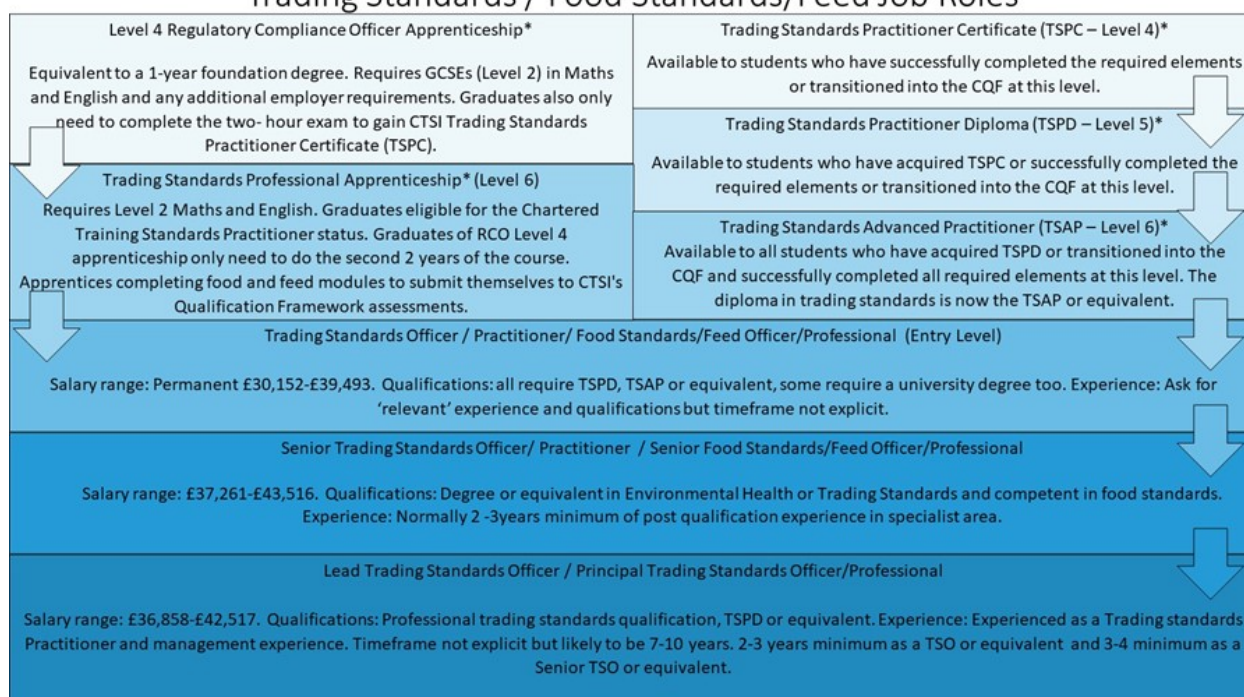 Trading Standards / Food Standards/Feed Job Roles
Level 4 Regulatory Compliance Officer Apprenticeship*
Equivalent to a 1-year foundation degree. Requires GCSEs (Level 2) in Maths
and English and any additional employer requirements. Graduates also only
need to complete the two- hour exam to gain CTSI Trading Standards
Practitioner Certificate (TSPC).
Trading Standards Professional Apprenticeship* (Level 6)
Requires Level 2 Maths and English. Graduates eligible for the Chartered
Training Standards Practitioner status. Graduates of RCO Level 4
apprenticeship only need to do the second 2 years of the course.
Apprentices completing food and feed modules to submit themselves to CTSI's
Qualification Framework assessments.
Trading Standards Practitioner Certificate (TSPC – Level 4)*
Available to students who have successfully completed the required elements
or transitioned into the CQF at this level.
Trading Standards Practitioner Diploma (TSPD – Level 5)*
Available to students who have acquired TSPC or successfully completed the
required elements or transitioned into the CQF at this level.
Trading Standards Advanced Practitioner (TSAP – Level 6)*
Available to all students who have acquired TSPD or transitioned into the
CQF and successfully completed all required elements at this level. The
diploma in trading standards is now the TSAP or equivalent.
Trading Standards Officer / Practitioner/ Food Standards/Feed Officer/Professional (Entry Level)
Salary range: Permanent £30,152-£39,493. Qualifications: all require TSPD, TSAP or equivalent, some require a university degree too. Experience: Ask for
‘relevant’ experience and qualifications but timeframe not explicit.
Senior Trading Standards Officer/ Practitioner / Senior Food Standards/Feed Officer/Professional
Salary range: £37,261-£43,516. Qualifications: Degree or equivalent in Environmental Health or Trading Standards and competent in food standards.
Experience: Normally 2 -3years minimum of post qualification experience in specialist area.
Lead Trading Standards Officer / Principal Trading Standards Officer/Professional
Salary range: £36,858-£42,517. Qualifications: Professional trading standards qualification, TSPD or equivalent. Experience: Experienced as a Trading standards
Practitioner and management experience. Timeframe not explicit but likely to be 7-10 years. 2-3 years minimum as a TSO or equivalent and 3-4 minimum as a
Senior TSO or equivalent.